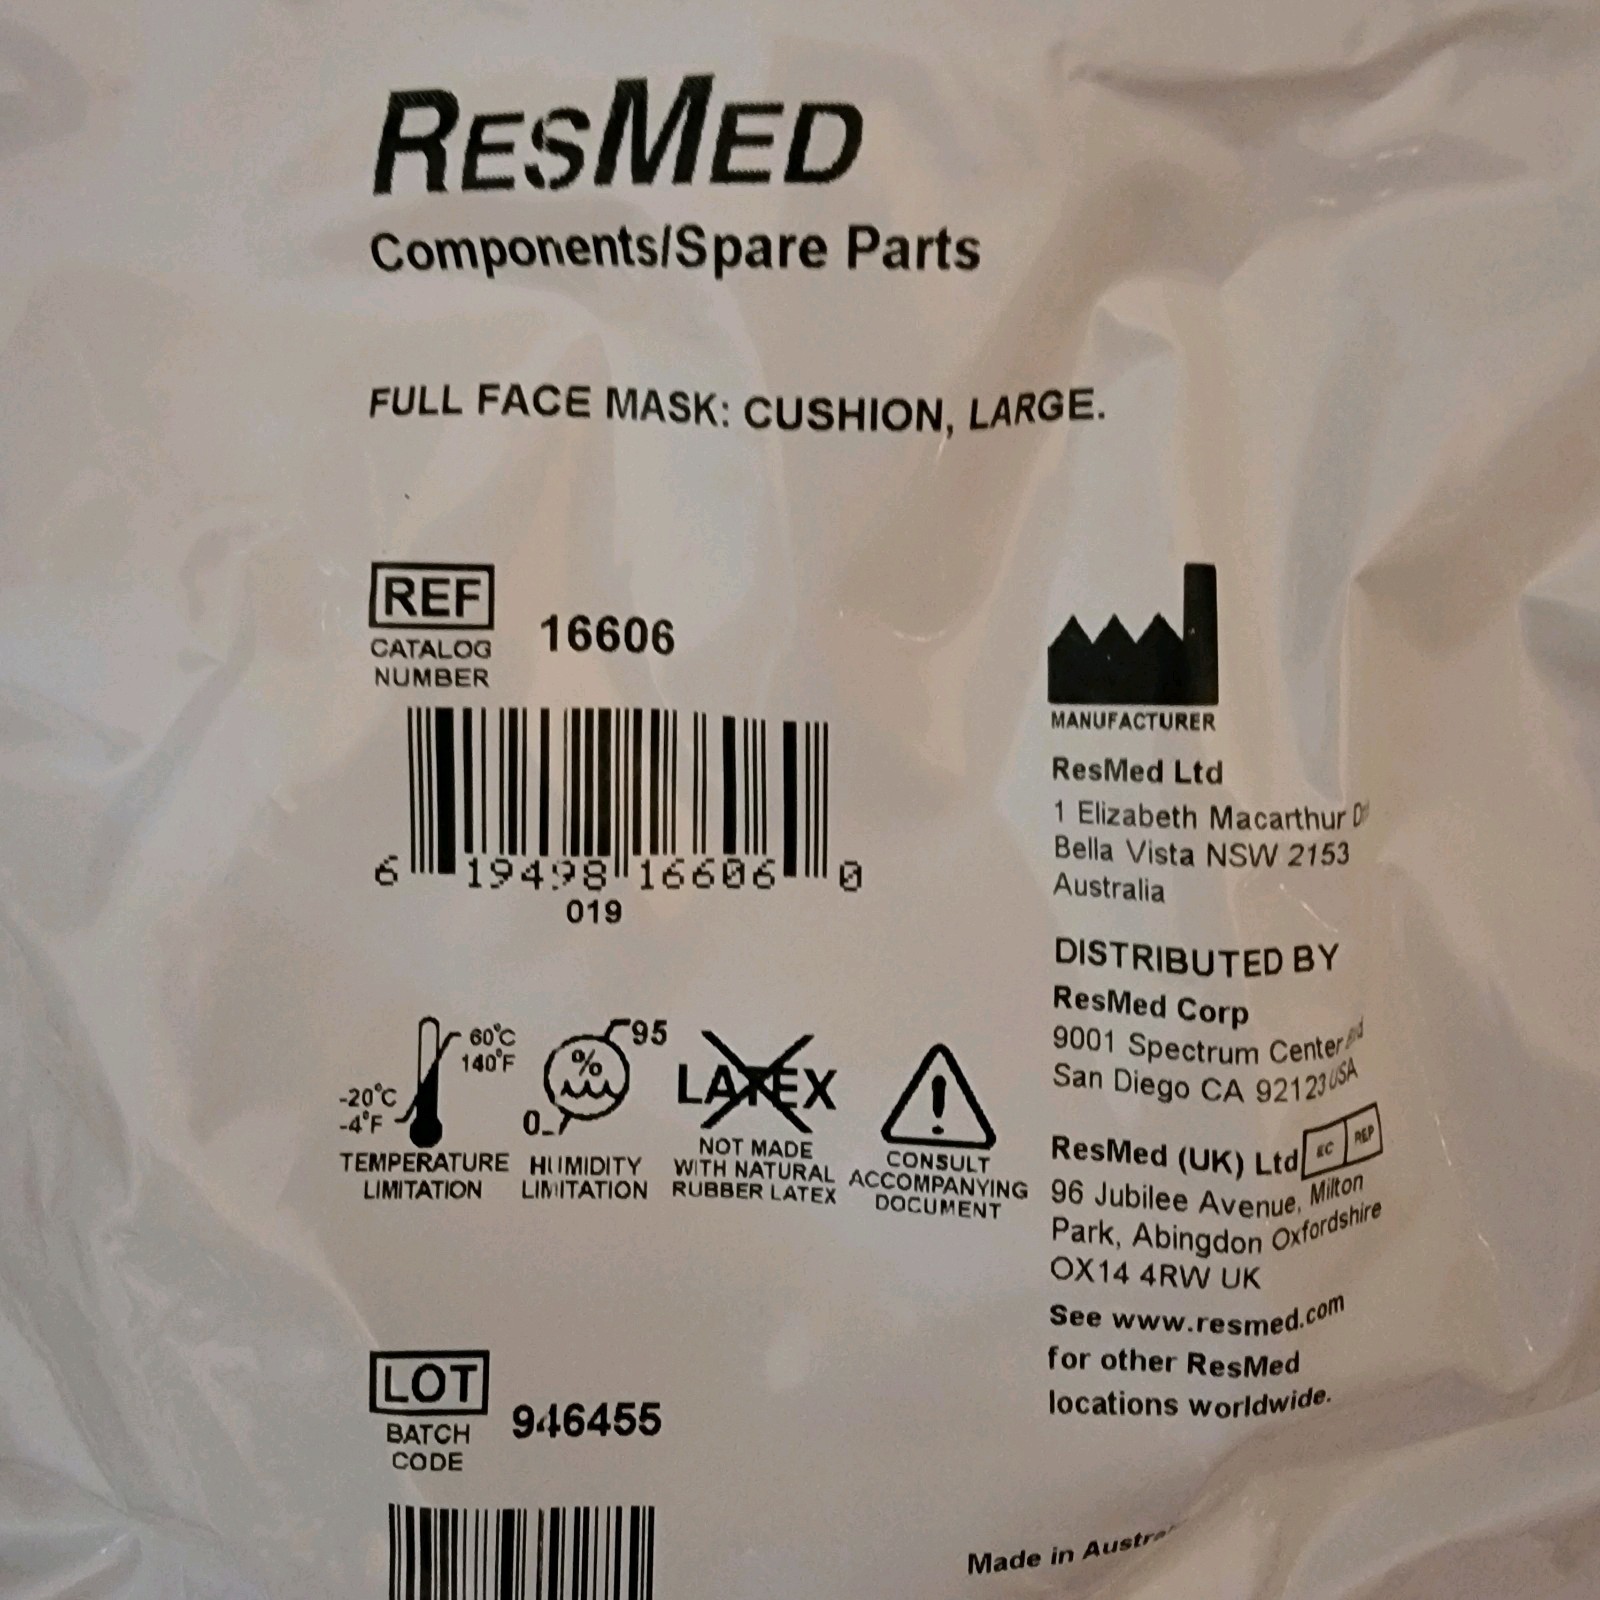 RESMED
Components/Spare Parts
FULL FACE MASK: CUSHION, LARGE.
REF
CATALOG
NUMBER
16606
6 19498 16606 0
019
60°C
140°F
-20°C
-4°F
TEMPERATURE
LIMITATION
95
%
0
HUMIDITY
LIMITATION
LATEX
NOT MADE
WITH NATURAL
RUBBER LATEX
!
CONSULT
ACCOMPANYING
DOCUMENT
LOT
BATCH
CODE
946455
MANUFACTURER
ResMed Ltd
1 Elizabeth Macarthur
Bella Vista NSW 2153
Australia
DISTRIBUTED BY
ResMed Corp
9001 Spectrum Center
San Diego CA 92123 USA
ResMed (UK) Ltd EC REP
96 Jubilee Avenue, Milton
Park, Abingdon Oxfordshire
OX14 4RW UK
See www.resmed.com
for other ResMed
locations worldwide.
Made in